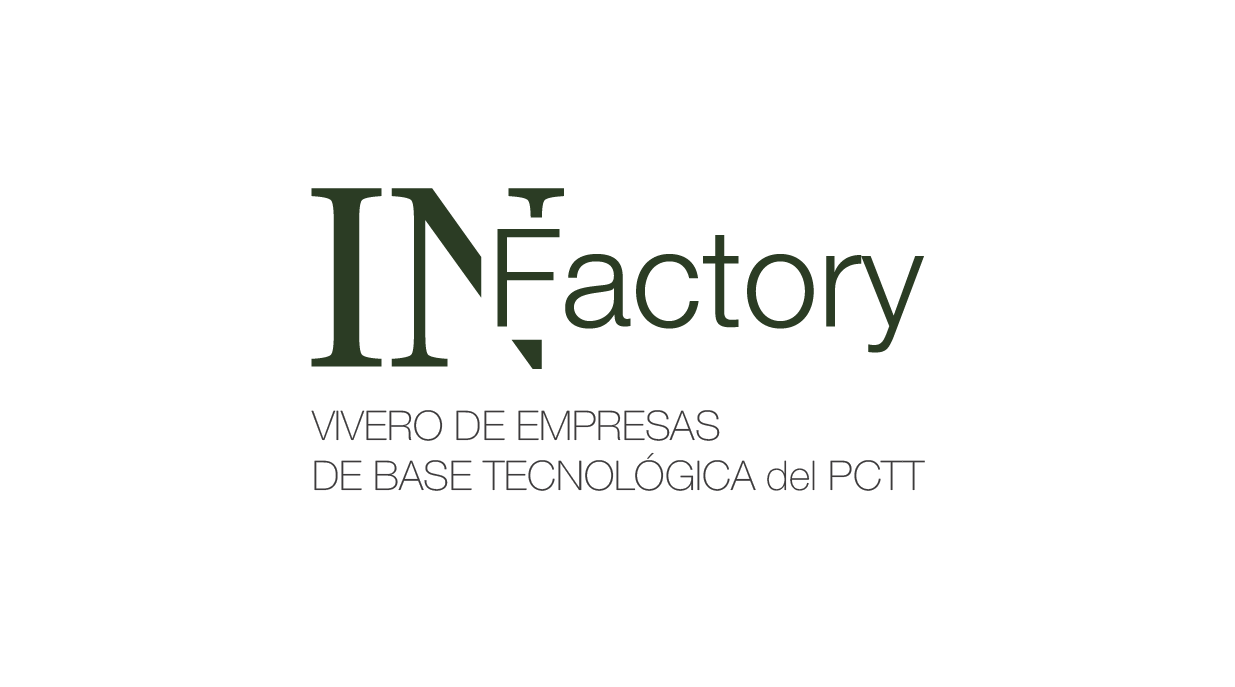 INFactory
VIVERO DE EMPRESAS
DE BASE TECNOLÓGICA del PCTT